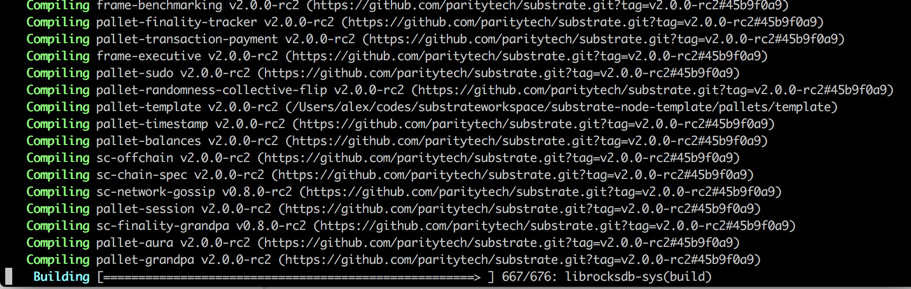 Compiling frame-benchmarking v2.0.0-rc2 (https://github.com/paritytech/substrate.git?tag=v2.0.0-rc2#45b9f0a9)
Compiling pallet-finality-tracker v2.0.0-rc2 (https://github.com/paritytech/substrate.git?tag=v2.0.0-rc2#45b9f0a9)
Compiling pallet-transaction-payment v2.0.0-rc2 (https://github.com/paritytech/substrate.git?tag=v2.0.0-rc2#45b9f0a9)
Compiling frame-executive v2.0.0-rc2 (https://github.com/paritytech/substrate.git?tag=v2.0.0-rc2#45b9f0a9)
Compiling pallet-sudo v2.0.0-rc2 (https://github.com/paritytech/substrate.git?tag=v2.0.0-rc2#45b9f0a9)
Compiling pallet-randomness-collective-flip v2.0.0-rc2 (https://github.com/paritytech/substrate.git?tag=v2.0.0-rc2#45b9f0a9)
Compiling pallet-template v2.0.0-rc2 (/Users/alex/codes/substrateworkspace/substrate-node-template/pallets/template)
Compiling pallet-timestamp v2.0.0-rc2 (https://github.com/paritytech/substrate.git?tag=v2.0.0-rc2#45b9f0a9)
Compiling pallet-balances v2.0.0-rc2 (https://github.com/paritytech/substrate.git?tag=v2.0.0-rc2#45b9f0a9)
Compiling sc-offchain v2.0.0-rc2 (https://github.com/paritytech/substrate.git?tag=v2.0.0-rc2#45b9f0a9)
Compiling sc-chain-spec v2.0.0-rc2 (https://github.com/paritytech/substrate.git?tag=v2.0.0-rc2#45b9f0a9)
Compiling sc-network-gossip v0.8.0-rc2 (https://github.com/paritytech/substrate.git?tag=v2.0.0-rc2#45b9f0a9)
Compiling pallet-session v2.0.0-rc2 (https://github.com/paritytech/substrate.git?tag=v2.0.0-rc2#45b9f0a9)
Compiling sc-finality-grandpa v0.8.0-rc2 (https://github.com/paritytech/substrate.git?tag=v2.0.0-rc2#45b9f0a9)
Compiling pallet-aura v2.0.0-rc2 (https://github.com/paritytech/substrate.git?tag=v2.0.0-rc2#45b9f0a9)
Compiling pallet-grandpa v2.0.0-rc2 (https://github.com/paritytech/substrate.git?tag=v2.0.0-rc2#45b9f0a9)
Building [=====================================================> ] 667/676: librocksdb-sys(build)